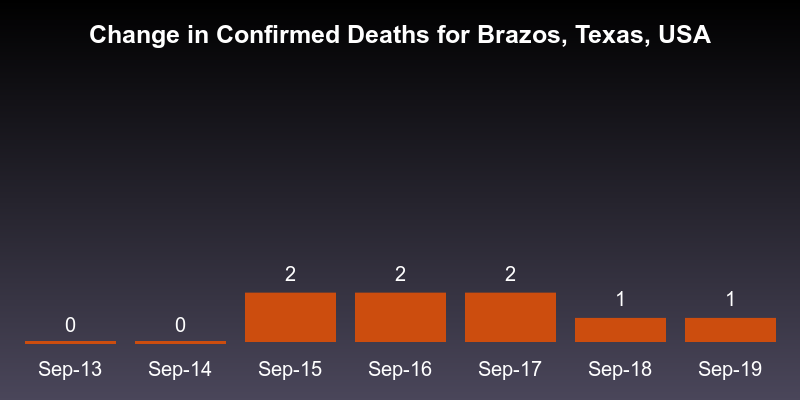 Change in Confirmed Deaths for Brazos, Texas, USA
0 0 2 2 2 1 1
Sep-13 Sep-14 Sep-15 Sep-16 Sep-17 Sep-18 Sep-19